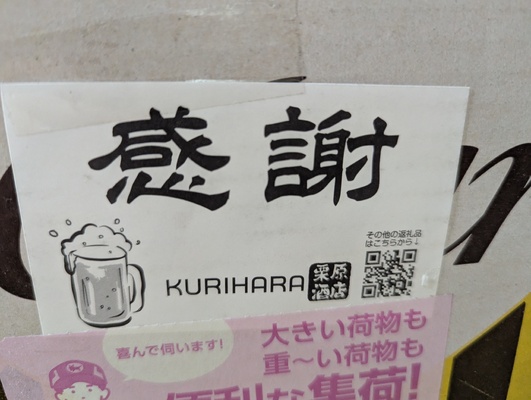 感謝
その他の返礼品
はこちらから↓
KURIHARA 栗原酒店
喜んで伺います!
大きい荷物も
重~い荷物も
便利な集荷!